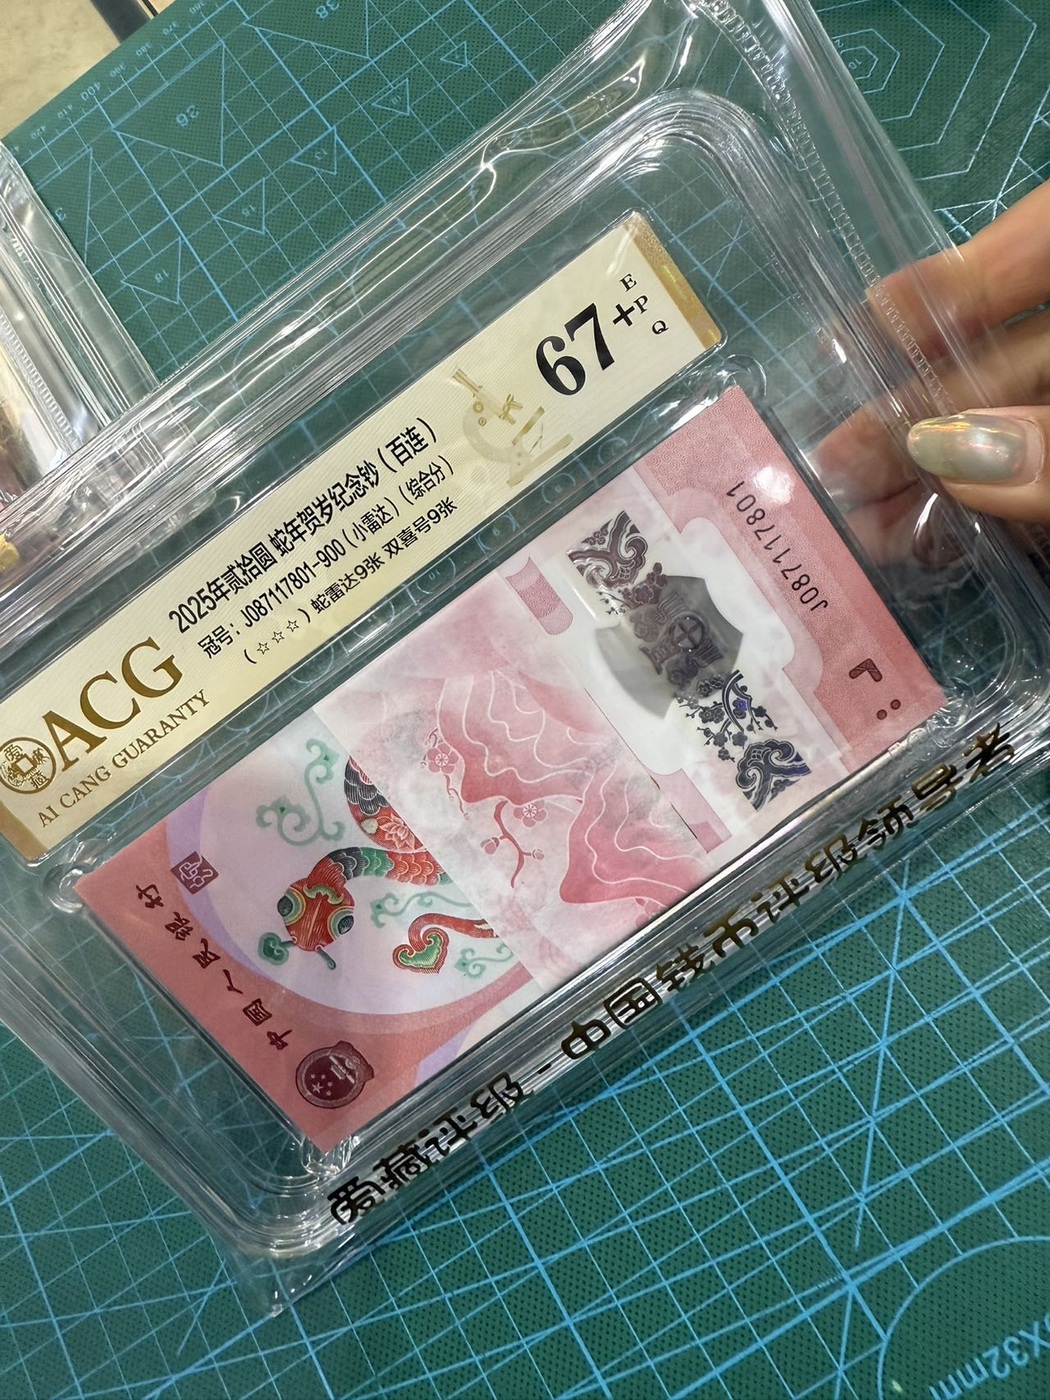 ACG
AI CANG GUARANTY
2025年贰拾圆 蛇年贺岁纪念钞（百连）
冠号：J087117801-900（小雷达）（综合分）
（☆☆☆）蛇雷达9张 双喜号9张
67+
E
P
Q
J087117801
中国人民银行
爱藏评级·中国钱币评级领导者